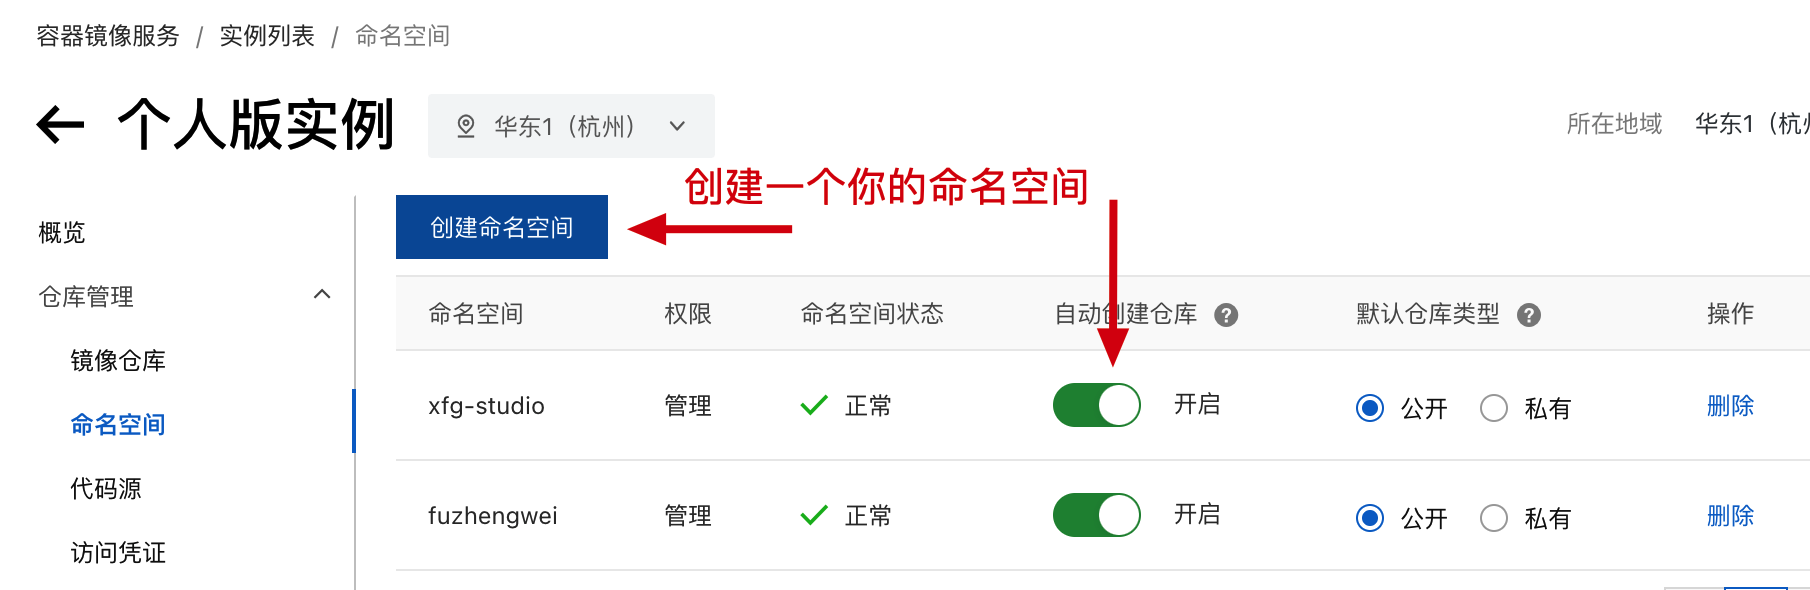 容器镜像服务 / 实例列表 / 命名空间
个人版实例 华东1（杭州） 所在地域 华东1（杭州
创建一个你的命名空间
创建命名空间
概览
仓库管理
镜像仓库
命名空间
代码源
访问凭证
命名空间 权限 命名空间状态 自动创建仓库 默认仓库类型 操作
xfg-studio 管理 正常 开启 公开 私有 删除
fuzhengwei 管理 正常 开启 公开 私有 删除